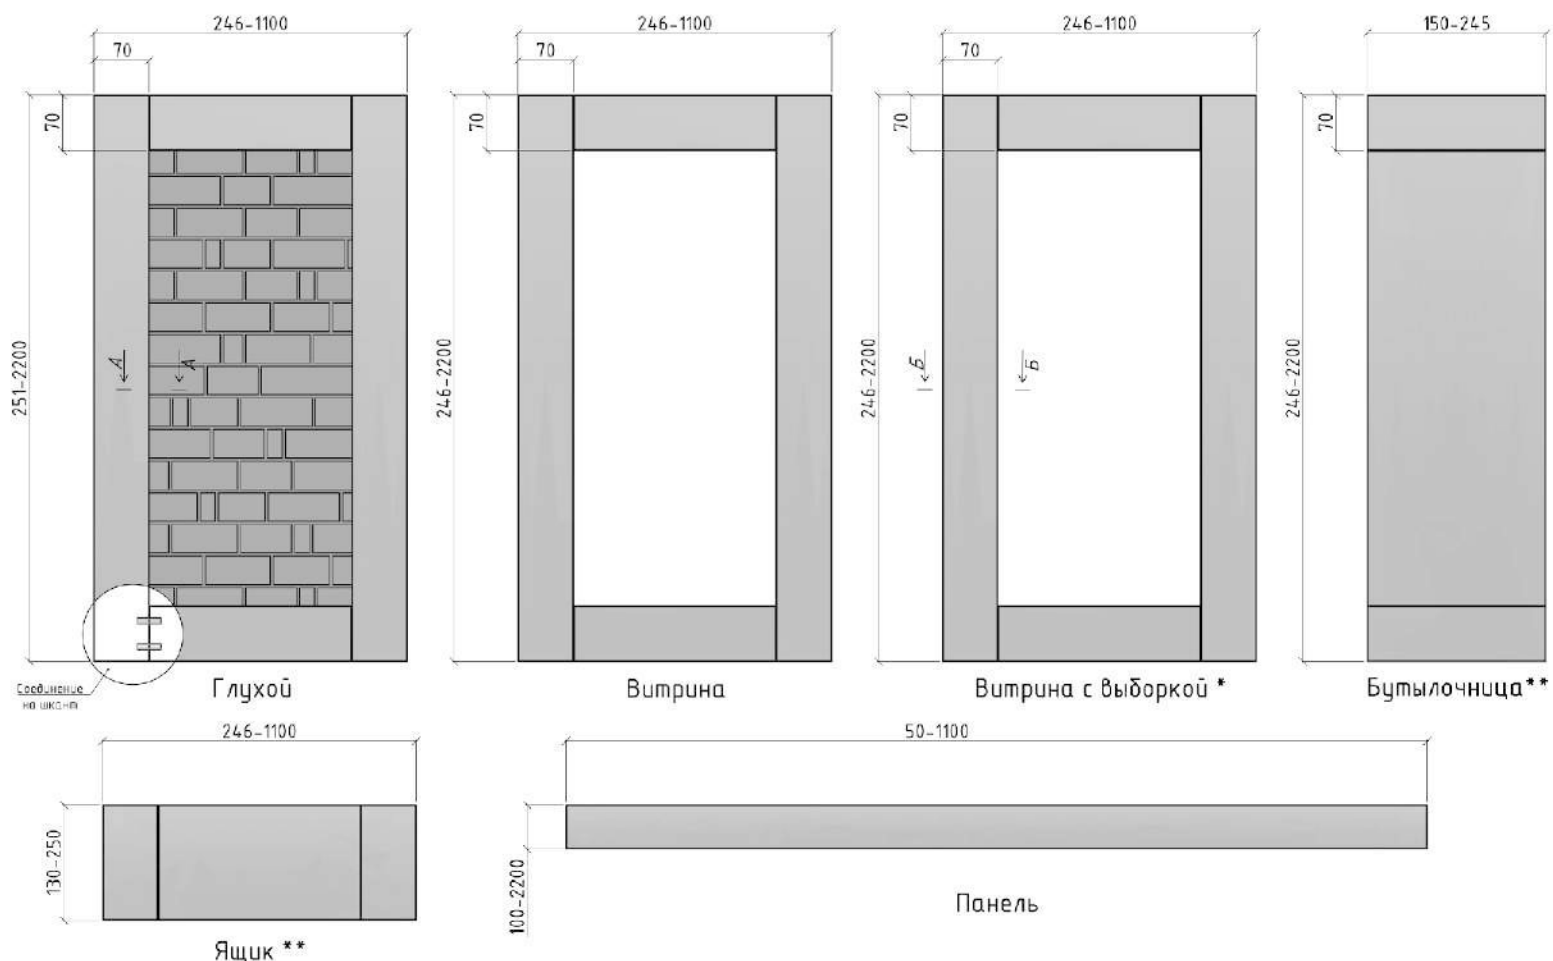 246-1100
246-1100
246-1100
150-245
70
70
70
70
70
70
70
251-2200
246-2200
246-2200
246-2200
А
А
Б
Б
Соединение
на шкант
Глухой
Витрина
Витрина с выборкой *
Бутылочница**
246-1100
50-1100
130-250
100-2200
Ящик **
Панель